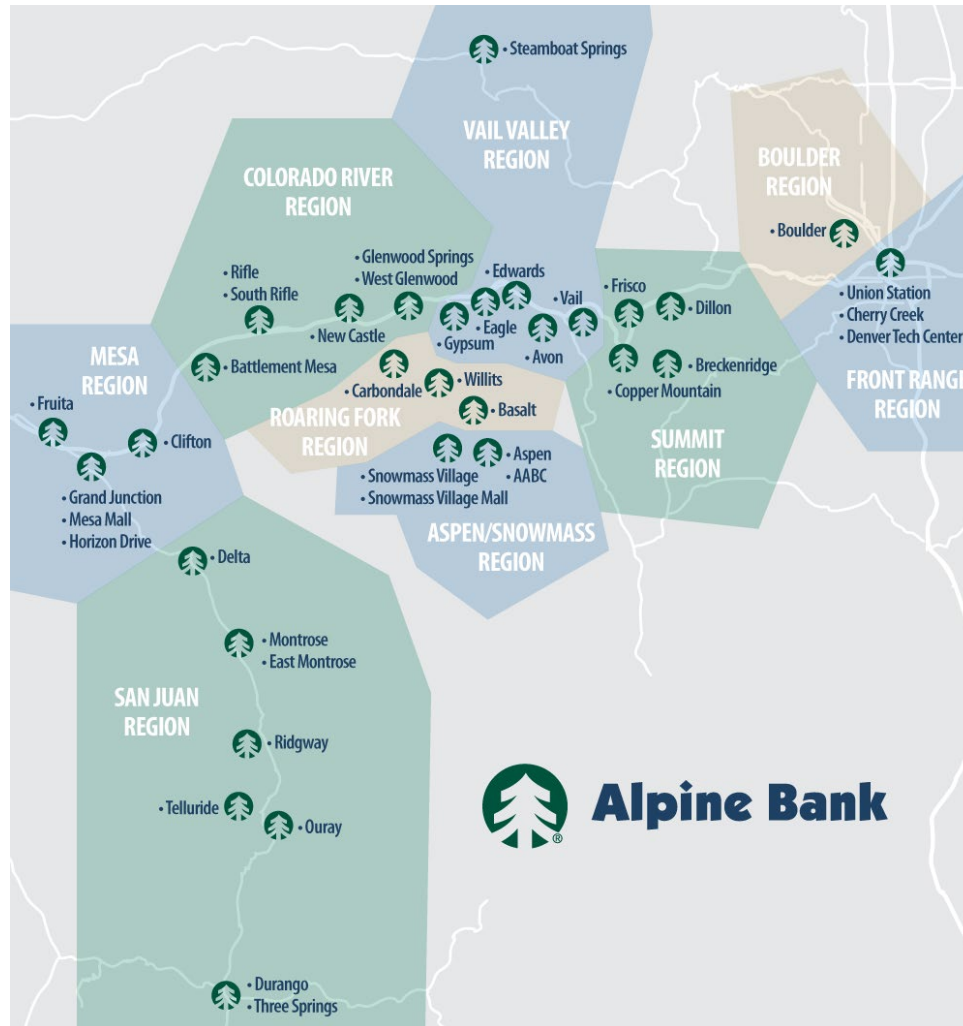 • Steamboat Springs
VAIL VALLEY
REGION
BOULDER
REGION
• Boulder
COLORADO RIVER
REGION
• Glenwood Springs
• West Glenwood
• Rifle
• South Rifle
• New Castle
• Battlement Mesa
• Edwards
• Eagle
• Gypsum
• Vail
• Avon
• Frisco
• Dillon
• Breckenridge
• Copper Mountain
SUMMIT
REGION
• Union Station
• Cherry Creek
• Denver Tech Center
FRONT RANGE
REGION
MESA
REGION
• Fruita
• Clifton
• Grand Junction
• Mesa Mall
• Horizon Drive
• Carbondale
• Willits
• Basalt
ROARING FORK
REGION
• Snowmass Village
• Snowmass Village Mall
• Aspen
• AABC
ASPEN/SNOWMASS
REGION
• Delta
• Montrose
• East Montrose
SAN JUAN
REGION
• Ridgway
• Telluride
• Ouray
• Durango
• Three Springs
®
Alpine Bank